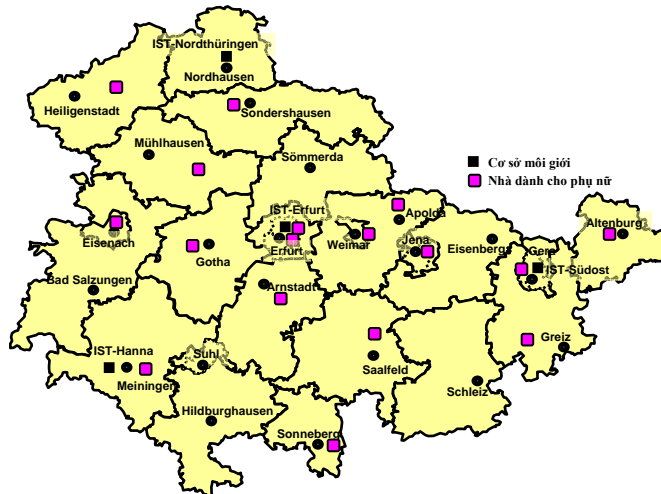 IST-Nordthüringen
Nordhausen
Heiligenstadt
Sondershausen
Mühlhausen
Sömmerda
Cơ sở môi giới
Nhà dành cho phụ nữ
IST-Erfurt
Apolda
Altenburg
Eisenach
Erfurt
Weimar
Jena
Eisenberg
Gera
Gotha
IST-Südost
Bad Salzungen
Arnstadt
IST-Hanna
Suhl
Greiz
Meiningen
Saalfeld
Schleiz
Hildburghausen
Sonneberg